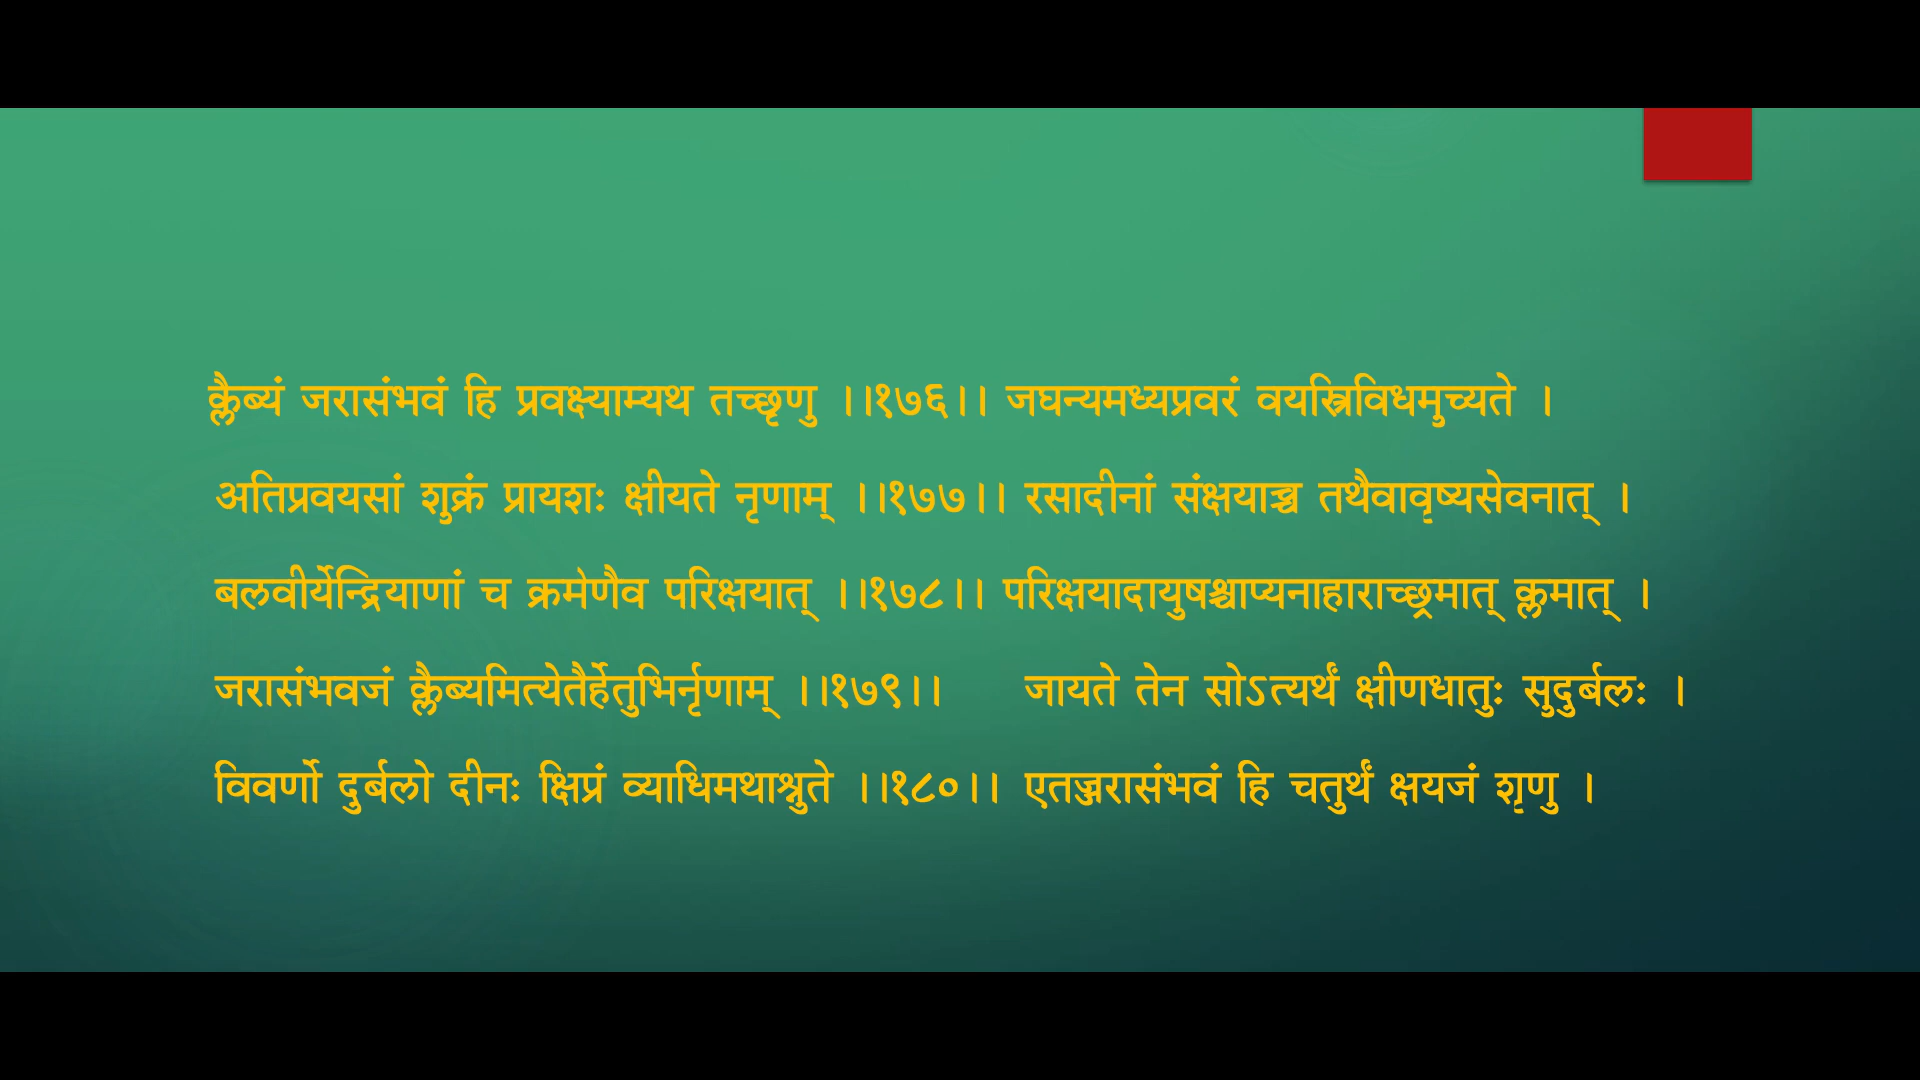 क्लैब्यं जरासंभवं हि प्रवक्ष्याम्यथ तच्छृणु ।।१७६।। जघन्यमध्यप्रवरं वयस्त्रिविधमुच्यते ।
अतिप्रवयसां शुक्रं प्रायशः क्षीयते नृणाम् ।।१७७।। रसादीनां संक्षयाच्च तथैवावृष्यसेवनात् ।
बलवीर्येन्द्रियाणां च क्रमेणैव परिक्षयात् ।।१७८।। परिक्षयादायुषश्चाप्यनाहाराच्छ्रमात् क्लमात् ।
जरासंभवजं क्लैब्यमित्येतैर्हेतुभिर्नृणाम् ।।१७९।। जायते तेन सोऽत्यर्थं क्षीणधातुः सुदुर्बलः ।
विवर्णो दुर्बलो दीनः क्षिप्रं व्याधिमथाश्नुते ।।१८०।। एतज्जरासंभवं हि चतुर्थं क्षयजं शृणु ।